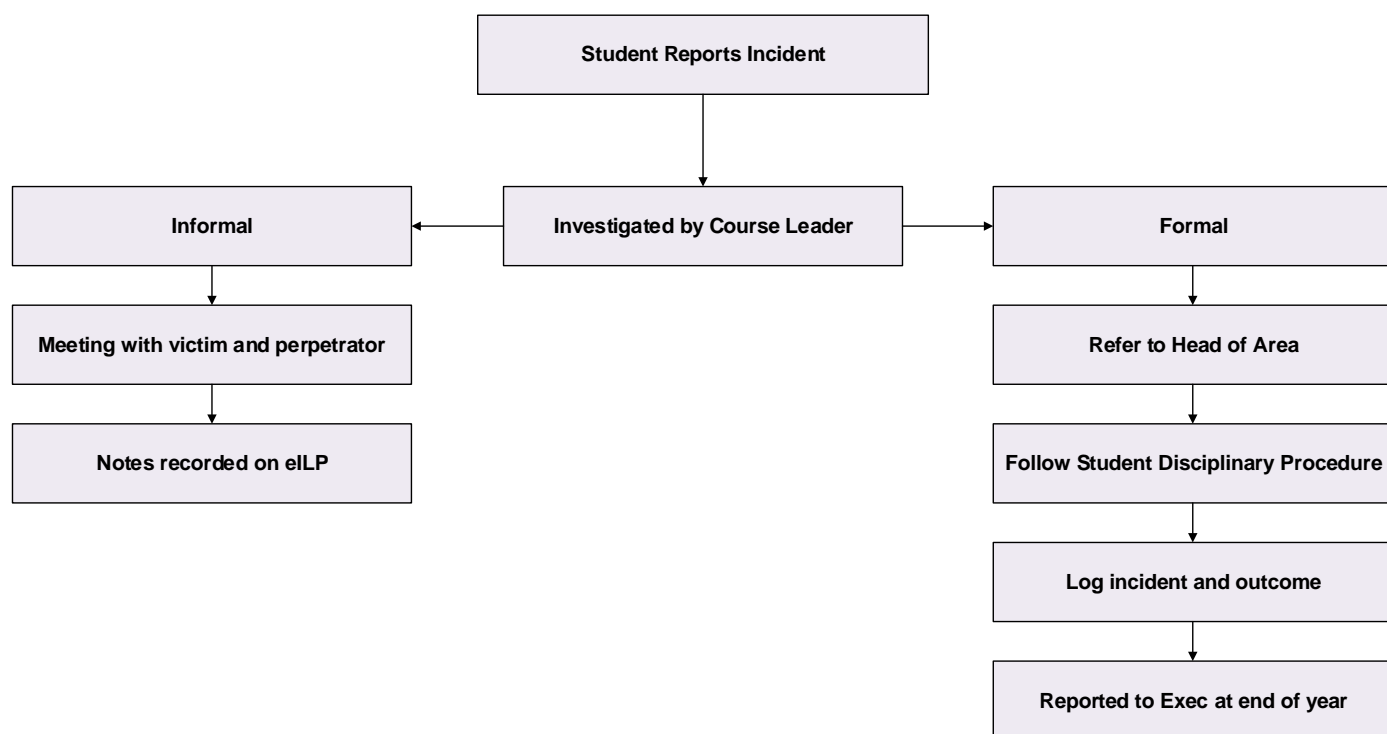 Student Reports Incident
Informal
Investigated by Course Leader
Formal
Meeting with victim and perpetrator
Refer to Head of Area
Notes recorded on eILP
Follow Student Disciplinary Procedure
Log incident and outcome
Reported to Exec at end of year